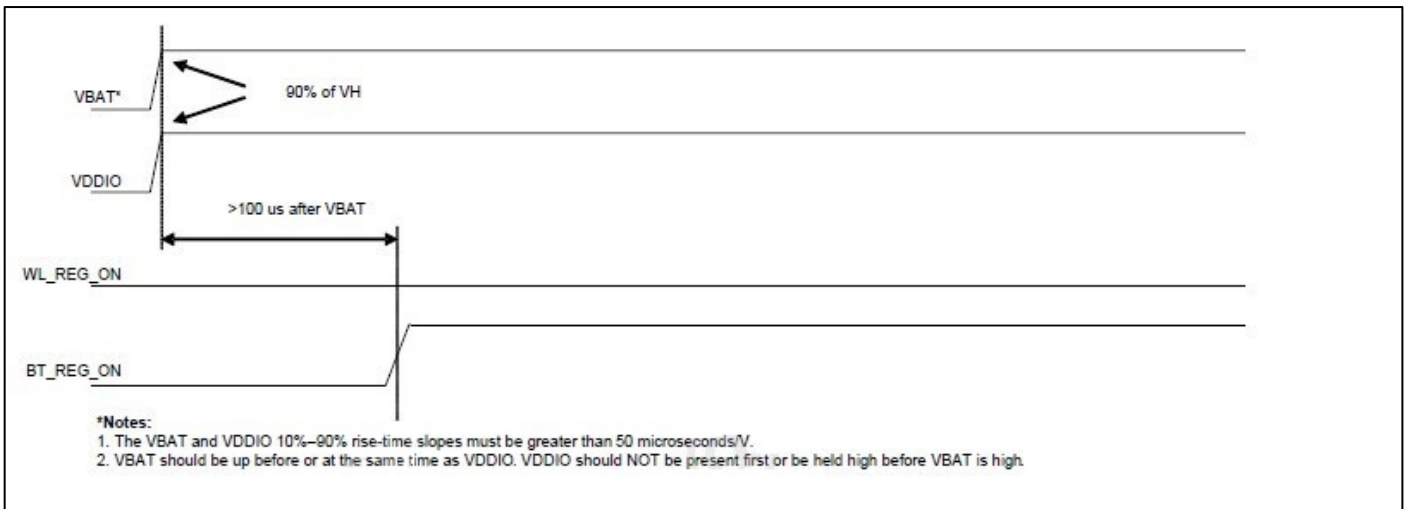 VBAT*
90% of VH
VDDIO
>100 us after VBAT
WL_REG_ON
BT_REG_ON
*Notes:
1. The VBAT and VDDIO 10%–90% rise-time slopes must be greater than 50 microseconds/V.
2. VBAT should be up before or at the same time as VDDIO. VDDIO should NOT be present first or be held high before VBAT is high.